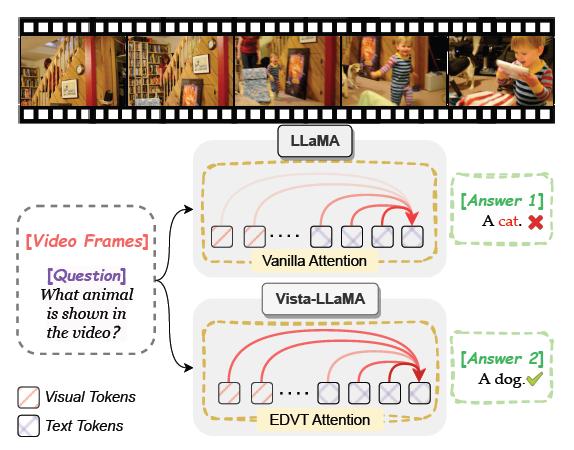 LLaMA
[Answer 1]
A cat.
[Video Frames]
Vanilla Attention
[Question]
What animal
is shown in
the video?
Vista-LLaMA
[Answer 2]
A dog.
Visual Tokens
Text Tokens
EDVT Attention